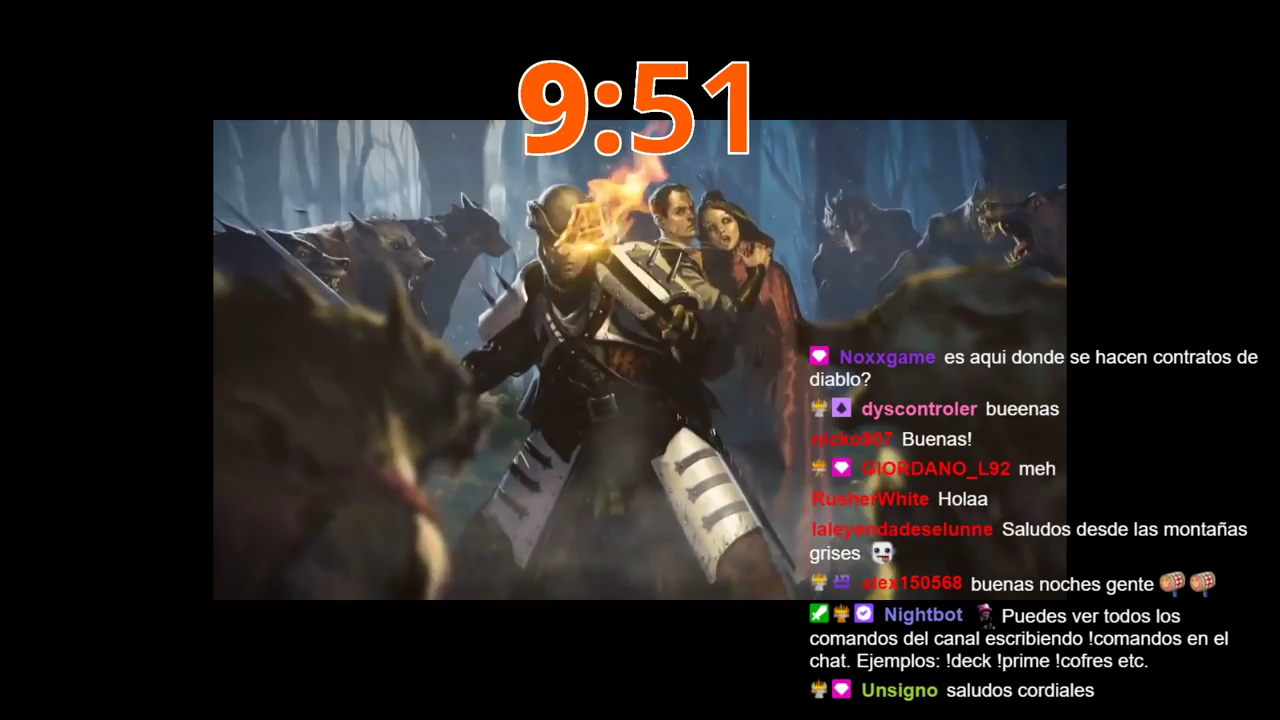 9:51
Noxxgame es aqui donde se hacen contratos de
diablo?
dyscontroler bueenas
nicko907 Buenas!
GIORDANO_L92 meh
RusherWhite Holaa
laleyendadeselunne Saludos desde las montañas
grises
alex150568 buenas noches gente
Nightbot Puedes ver todos los
comandos del canal escribiendo !comandos en el
chat. Ejemplos: !deck !prime !cofres etc.
Unsigno saludos cordiales